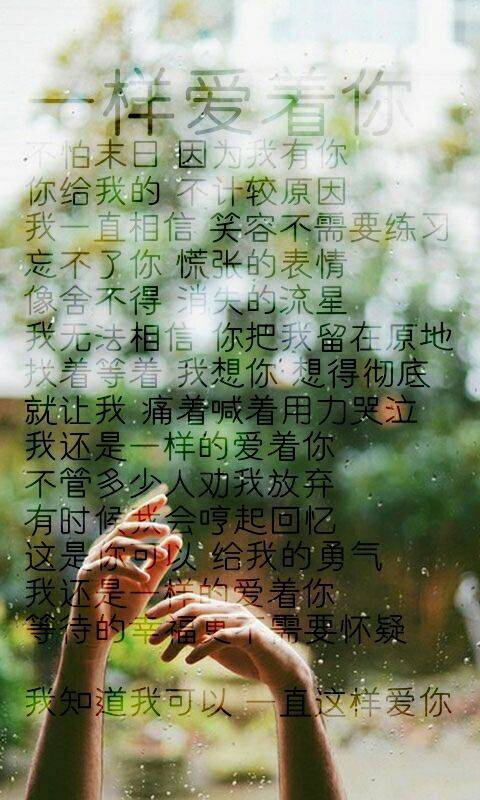 一样爱着你
不怕末日 因为我有你
你给我的 不计较原因
我一直相信 笑容不需要练习
忘不了你 慌张的表情
像舍不得 消失的流星
我无法相信 你把我留在原地
找着等着 我想你 想得彻底
就让我 痛着喊着用力哭泣
我还是一样的爱着你
不管多少人劝我放弃
有时候我会哼起回忆
这是你可以 给我的勇气
我还是一样的爱着你
等待的幸福更不需要怀疑
我知道我可以 一直这样爱你